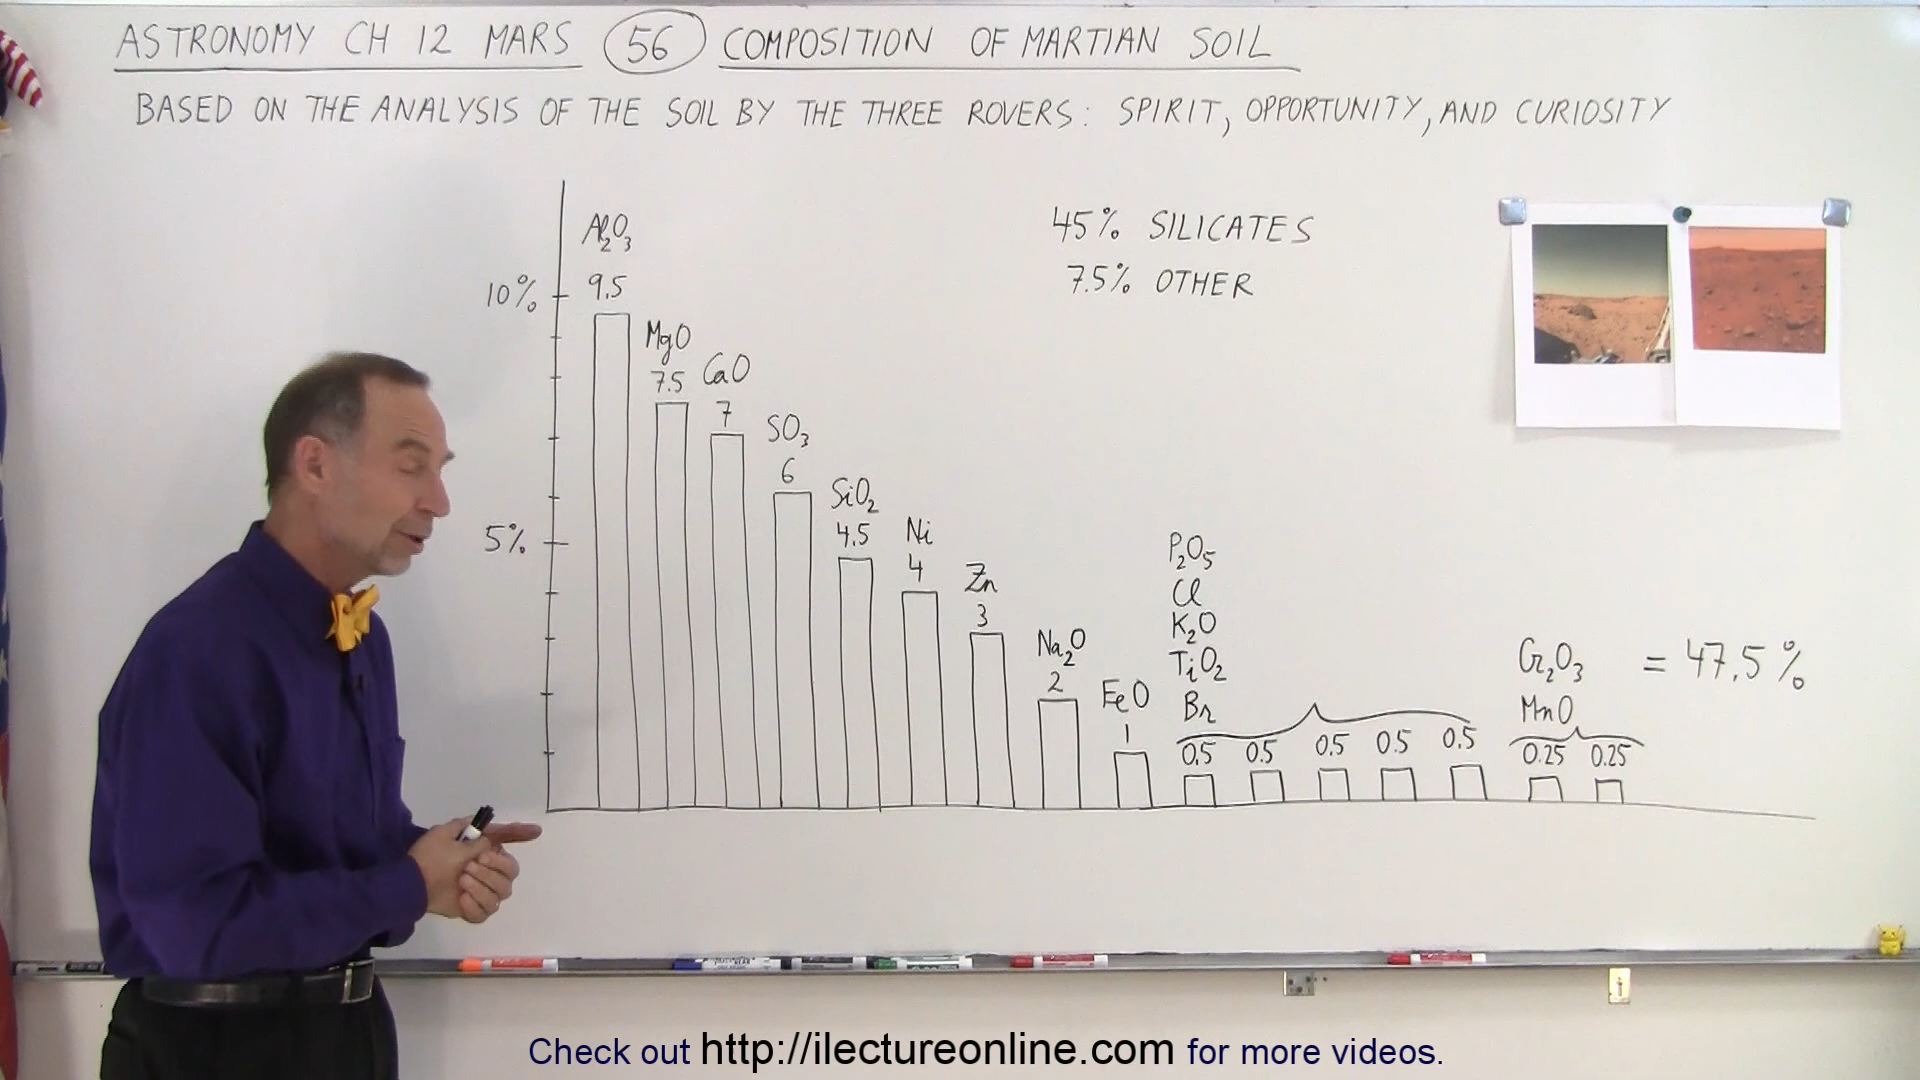 ASTRONOMY CH 12 MARS 56 COMPOSITION OF MARTIAN SOIL
BASED ON THE ANALYSIS OF THE SOIL BY THE THREE ROVERS: SPIRIT, OPPORTUNITY, AND CURIOSITY
45% SILICATES
7.5% OTHER
10%
5%
Al₂O₃
9.5
MgO
7.5
CaO
7
SO₃
6
SiO₂
4.5
Ni
4
Zn
3
Na₂O
2
FeO
1
P₂O₅
Cl
K₂O
TiO₂
Br
0.5 0.5 0.5 0.5 0.5
Cr₂O₃ = 47.5%
MnO
0.25 0.25
Check out http://ilectureonline.com for more videos.